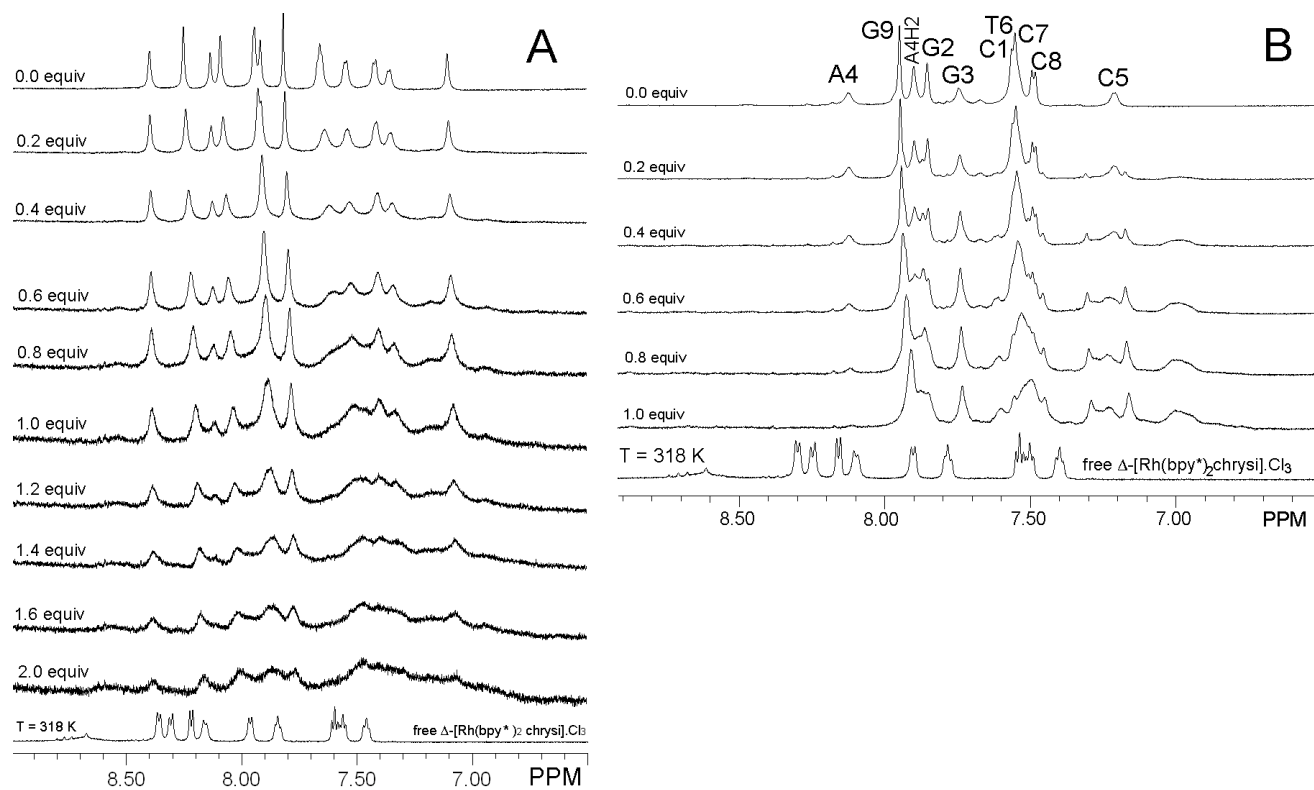 A
0.0 equiv
0.2 equiv
0.4 equiv
0.6 equiv
0.8 equiv
1.0 equiv
1.2 equiv
1.4 equiv
1.6 equiv
2.0 equiv
T = 318 K
free Δ-[Rh(bpy*)2 chrysi].Cl3
8.50 8.00 7.50 7.00 PPM
B
G9 A4H2 T6 C7
A4 G2 G3 C1 C8 C5
0.0 equiv
0.2 equiv
0.4 equiv
0.6 equiv
0.8 equiv
1.0 equiv
T = 318 K
free Δ-[Rh(bpy*)2chrysi].Cl3
8.50 8.00 7.50 7.00 PPM